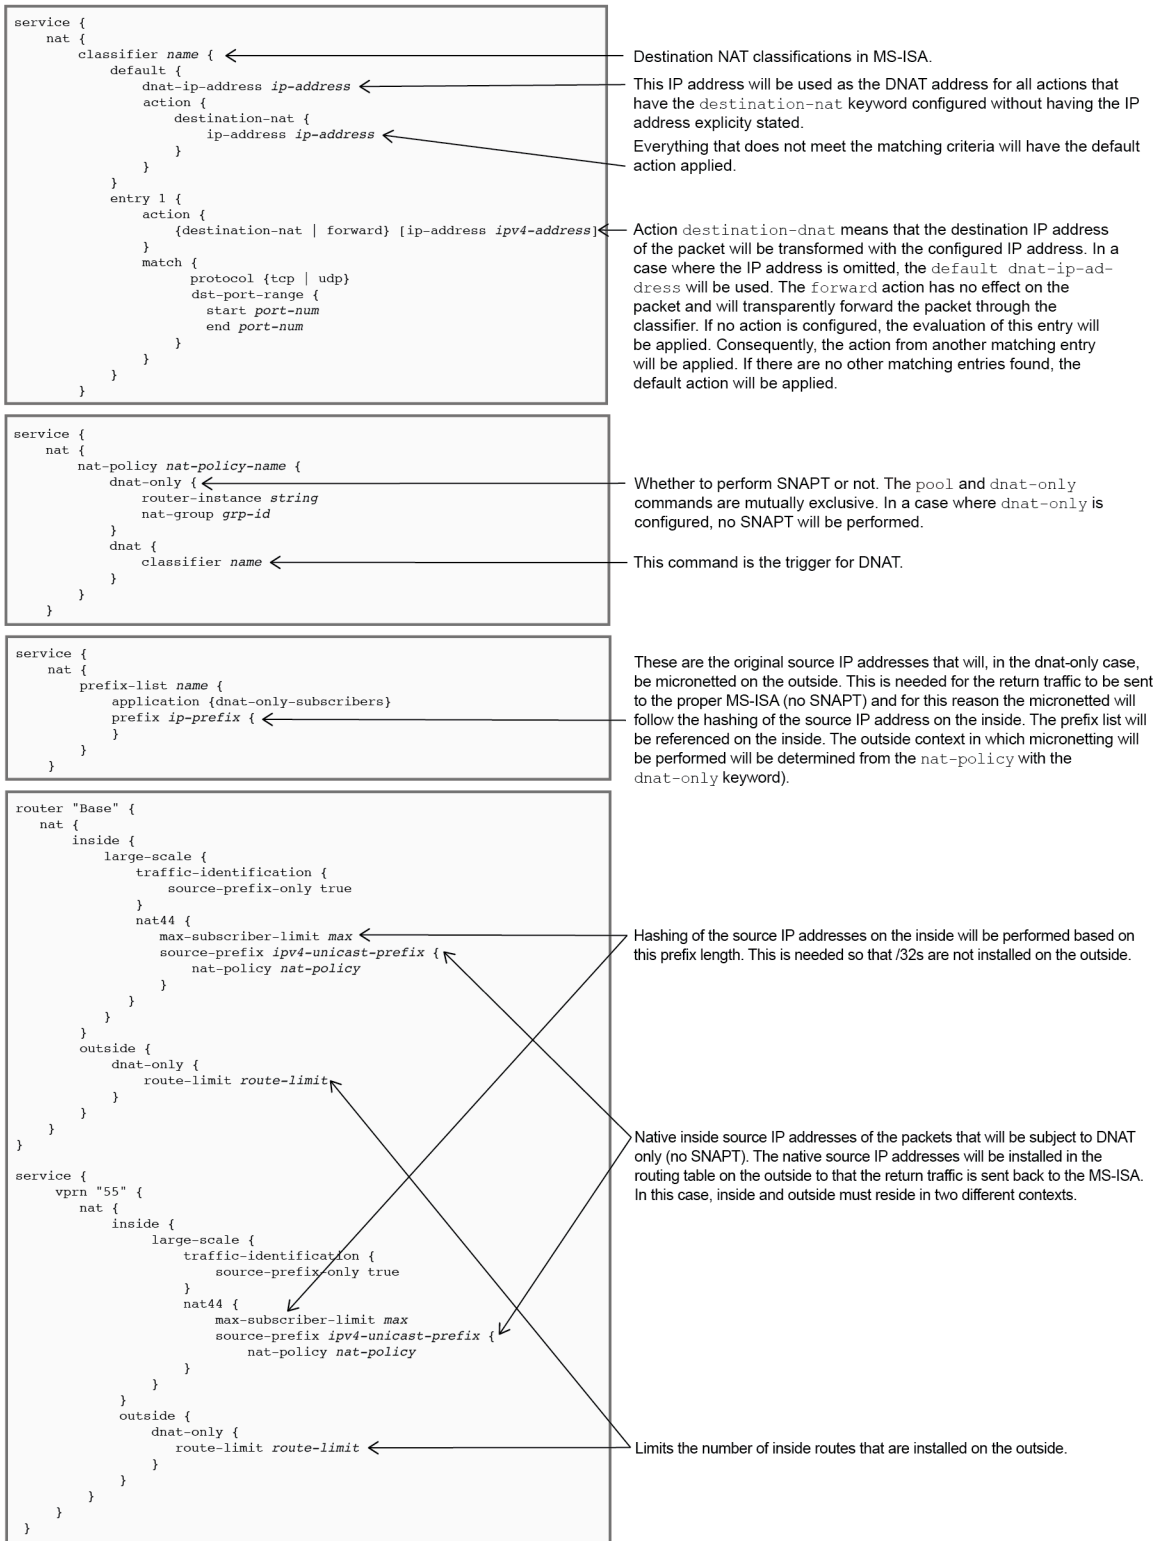 service {
nat {
classifier name {
default {
dnat-ip-address ip-address
action {
destination-nat {
ip-address ip-address
}
}
}
entry 1 {
action {
{destination-nat | forward} [ip-address ipv4-address]
}
match {
protocol {tcp | udp}
dst-port-range {
start port-num
end port-num
}
}
}
}
Destination NAT classifications in MS-ISA.
This IP address will be used as the DNAT address for all actions that
have the destination-nat keyword configured without having the IP
address explicity stated.
Everything that does not meet the matching criteria will have the default
action applied.
Action destination-dnat means that the destination IP address
of the packet will be transformed with the configured IP address. In a
case where the IP address is omitted, the default dnat-ip-ad-
dress will be used. The forward action has no effect on the
packet and will transparently forward the packet through the
classifier. If no action is configured, the evaluation of this entry will
be applied. Consequently, the action from another matching entry
will be applied. If there are no other matching entries found, the
default action will be applied.
service {
nat {
nat-policy nat-policy-name {
dnat-only {
router-instance string
nat-group grp-id
}
dnat {
classifier name
}
}
}
Whether to perform SNAPT or not. The pool and dnat-only
commands are mutually exclusive. In a case where dnat-only is
configured, no SNAPT will be performed.
This command is the trigger for DNAT.
service {
nat {
prefix-list name {
application {dnat-only-subscribers}
prefix ip-prefix {
}
}
}
These are the original source IP addresses that will, in the dnat-only case,
be micronetted on the outside. This is needed for the return traffic to be sent
to the proper MS-ISA (no SNAPT) and for this reason the micronetted will
follow the hashing of the source IP address on the inside. The prefix list will
be referenced on the inside. The outside context in which micronetting will
be performed will be determined from the nat-policy with the
dnat-only keyword).
router "Base" {
nat {
inside {
large-scale {
traffic-identification {
source-prefix-only true
}
nat44 {
max-subscriber-limit max
source-prefix ipv4-unicast-prefix {
nat-policy nat-policy
}
}
}
}
outside {
dnat-only {
route-limit route-limit
}
}
}
}
service {
vprn "55" {
nat {
inside {
large-scale {
traffic-identification {
source-prefix-only true
}
nat44 {
max-subscriber-limit max
source-prefix ipv4-unicast-prefix {
nat-policy nat-policy
}
}
}
outside {
dnat-only {
route-limit route-limit
}
}
}
}
}
Hashing of the source IP addresses on the inside will be performed based on
this prefix length. This is needed so that /32s are not installed on the outside.
Native inside source IP addresses of the packets that will be subject to DNAT
only (no SNAPT). The native source IP addresses will be installed in the
routing table on the outside to that the return traffic is sent back to the MS-ISA.
In this case, inside and outside must reside in two different contexts.
Limits the number of inside routes that are installed on the outside.